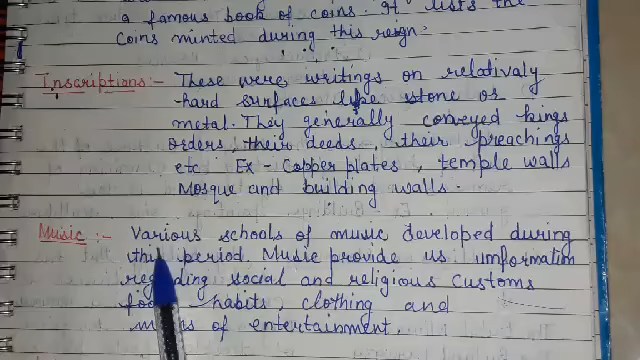 a famous book of coins. It lists the
coins minted during this reign.
Inscriptions:- These were writings on relativaly
hard surfaces like stone or
metal. They generally conveyed kings
orders, their deeds, their preachings
etc Ex - Copper plates, temple walls
Mosque and building walls.
Music:- Various schools of music developed during
this period. Music provide us information
regarding social and religious Customs
food habits, clothing and
of entertainment.